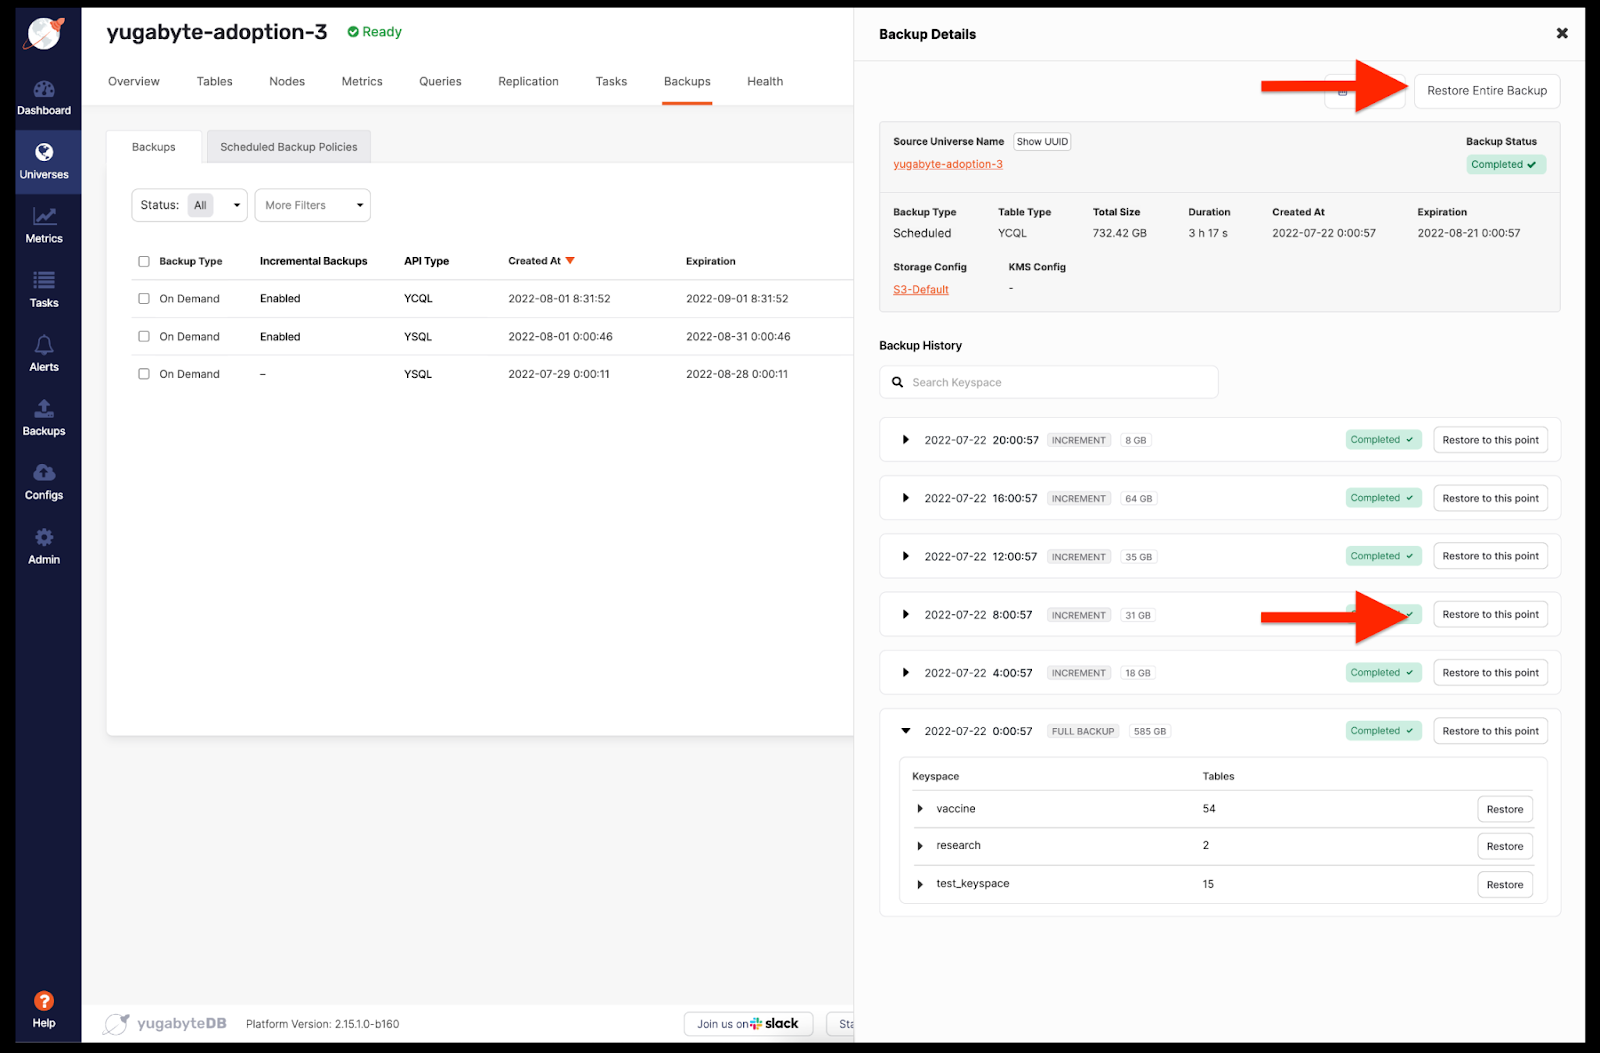 yugabyte-adoption-3 Ready
Dashboard
Universes
Metrics
Tasks
Alerts
Backups
Configs
Admin
Help
Overview Tables Nodes Metrics Queries Replication Tasks Backups Health
Backups Scheduled Backup Policies
Status: All More Filters
Backup Type Incremental Backups API Type Created At Expiration
On Demand Enabled YCQL 2022-08-01 8:31:52 2022-09-01 8:31:52
On Demand Enabled YSQL 2022-08-01 0:00:46 2022-08-31 0:00:46
On Demand – YSQL 2022-07-29 0:00:11 2022-08-28 0:00:11
yugabyteDB Platform Version: 2.15.1.0-b160 Join us on slack
Backup Details
Restore Entire Backup
Source Universe Name Show UUID Backup Status
yugabyte-adoption-3 Completed
Backup Type Table Type Total Size Duration Created At Expiration
Scheduled YCQL 732.42 GB 3 h 17 s 2022-07-22 0:00:57 2022-08-21 0:00:57
Storage Config KMS Config
S3-Default -
Backup History
Search Keyspace
2022-07-22 20:00:57 INCREMENT 8 GB Completed Restore to this point
2022-07-22 16:00:57 INCREMENT 64 GB Completed Restore to this point
2022-07-22 12:00:57 INCREMENT 35 GB Completed Restore to this point
2022-07-22 8:00:57 INCREMENT 31 GB Restore to this point
2022-07-22 4:00:57 INCREMENT 18 GB Completed Restore to this point
2022-07-22 0:00:57 FULL BACKUP 585 GB Completed Restore to this point
Keyspace Tables
vaccine 54 Restore
research 2 Restore
test_keyspace 15 Restore